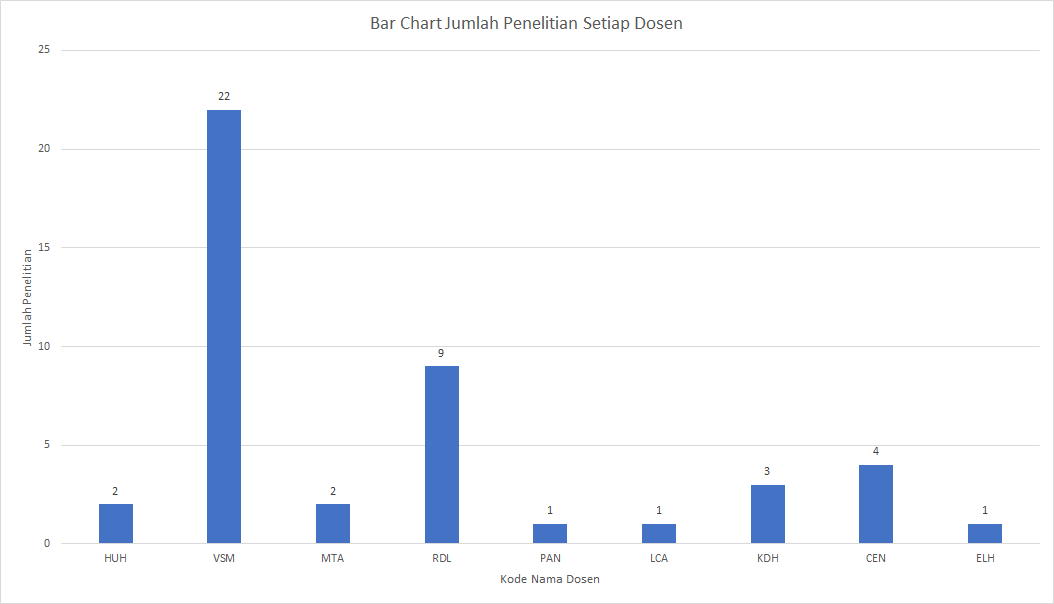 Bar Chart Jumlah Penelitian Setiap Dosen
25
20
15
10
5
0
Jumlah Penelitian
2
22
2
9
1
1
3
4
1
HUH
VSM
MTA
RDL
PAN
LCA
KDH
CEN
ELH
Kode Nama Dosen